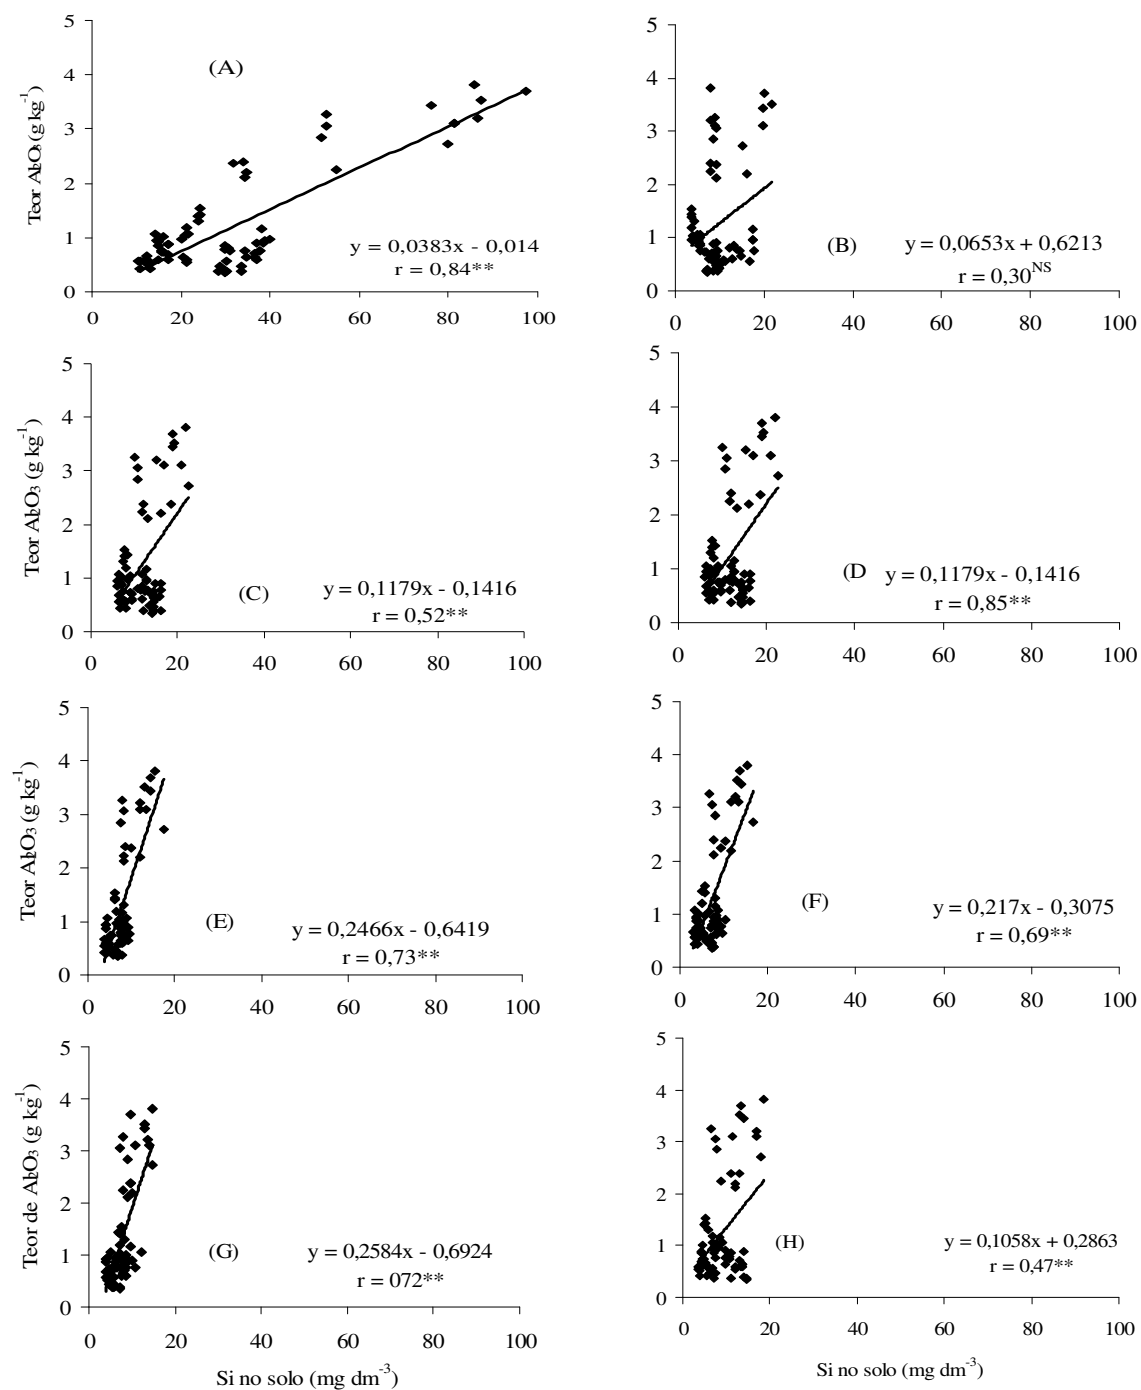 5
4
3
2
1
0
Teor Al2O3 (g kg-1)
(A)
y = 0,0383x - 0,014
r = 0,84**
0 20 40 60 80 100
5
4
3
2
1
0
(B)
y = 0,0653x + 0,6213
r = 0,30NS
0 20 40 60 80 100
5
4
3
2
1
0
Teor Al2O3 (g kg-1)
(C)
y = 0,1179x - 0,1416
r = 0,52**
0 20 40 60 80 100
5
4
3
2
1
0
(D
y = 0,1179x - 0,1416
r = 0,85**
0 20 40 60 80 100
5
4
3
2
1
0
Teor Al2O3 (g kg-1)
(E)
y = 0,2466x - 0,6419
r = 0,73**
0 20 40 60 80 100
5
4
3
2
1
0
(F)
y = 0,217x - 0,3075
r = 0,69**
0 20 40 60 80 100
5
4
3
2
1
0
Teor de Al2O3 (g kg-1)
(G)
y = 0,2584x - 0,6924
r = 072**
0 20 40 60 80 100
Si no solo (mg dm-3)
5
4
3
2
1
0
(H)
y = 0,1058x + 0,2863
r = 0,47**
0 20 40 60 80 100
Si no solo (mg dm-3)